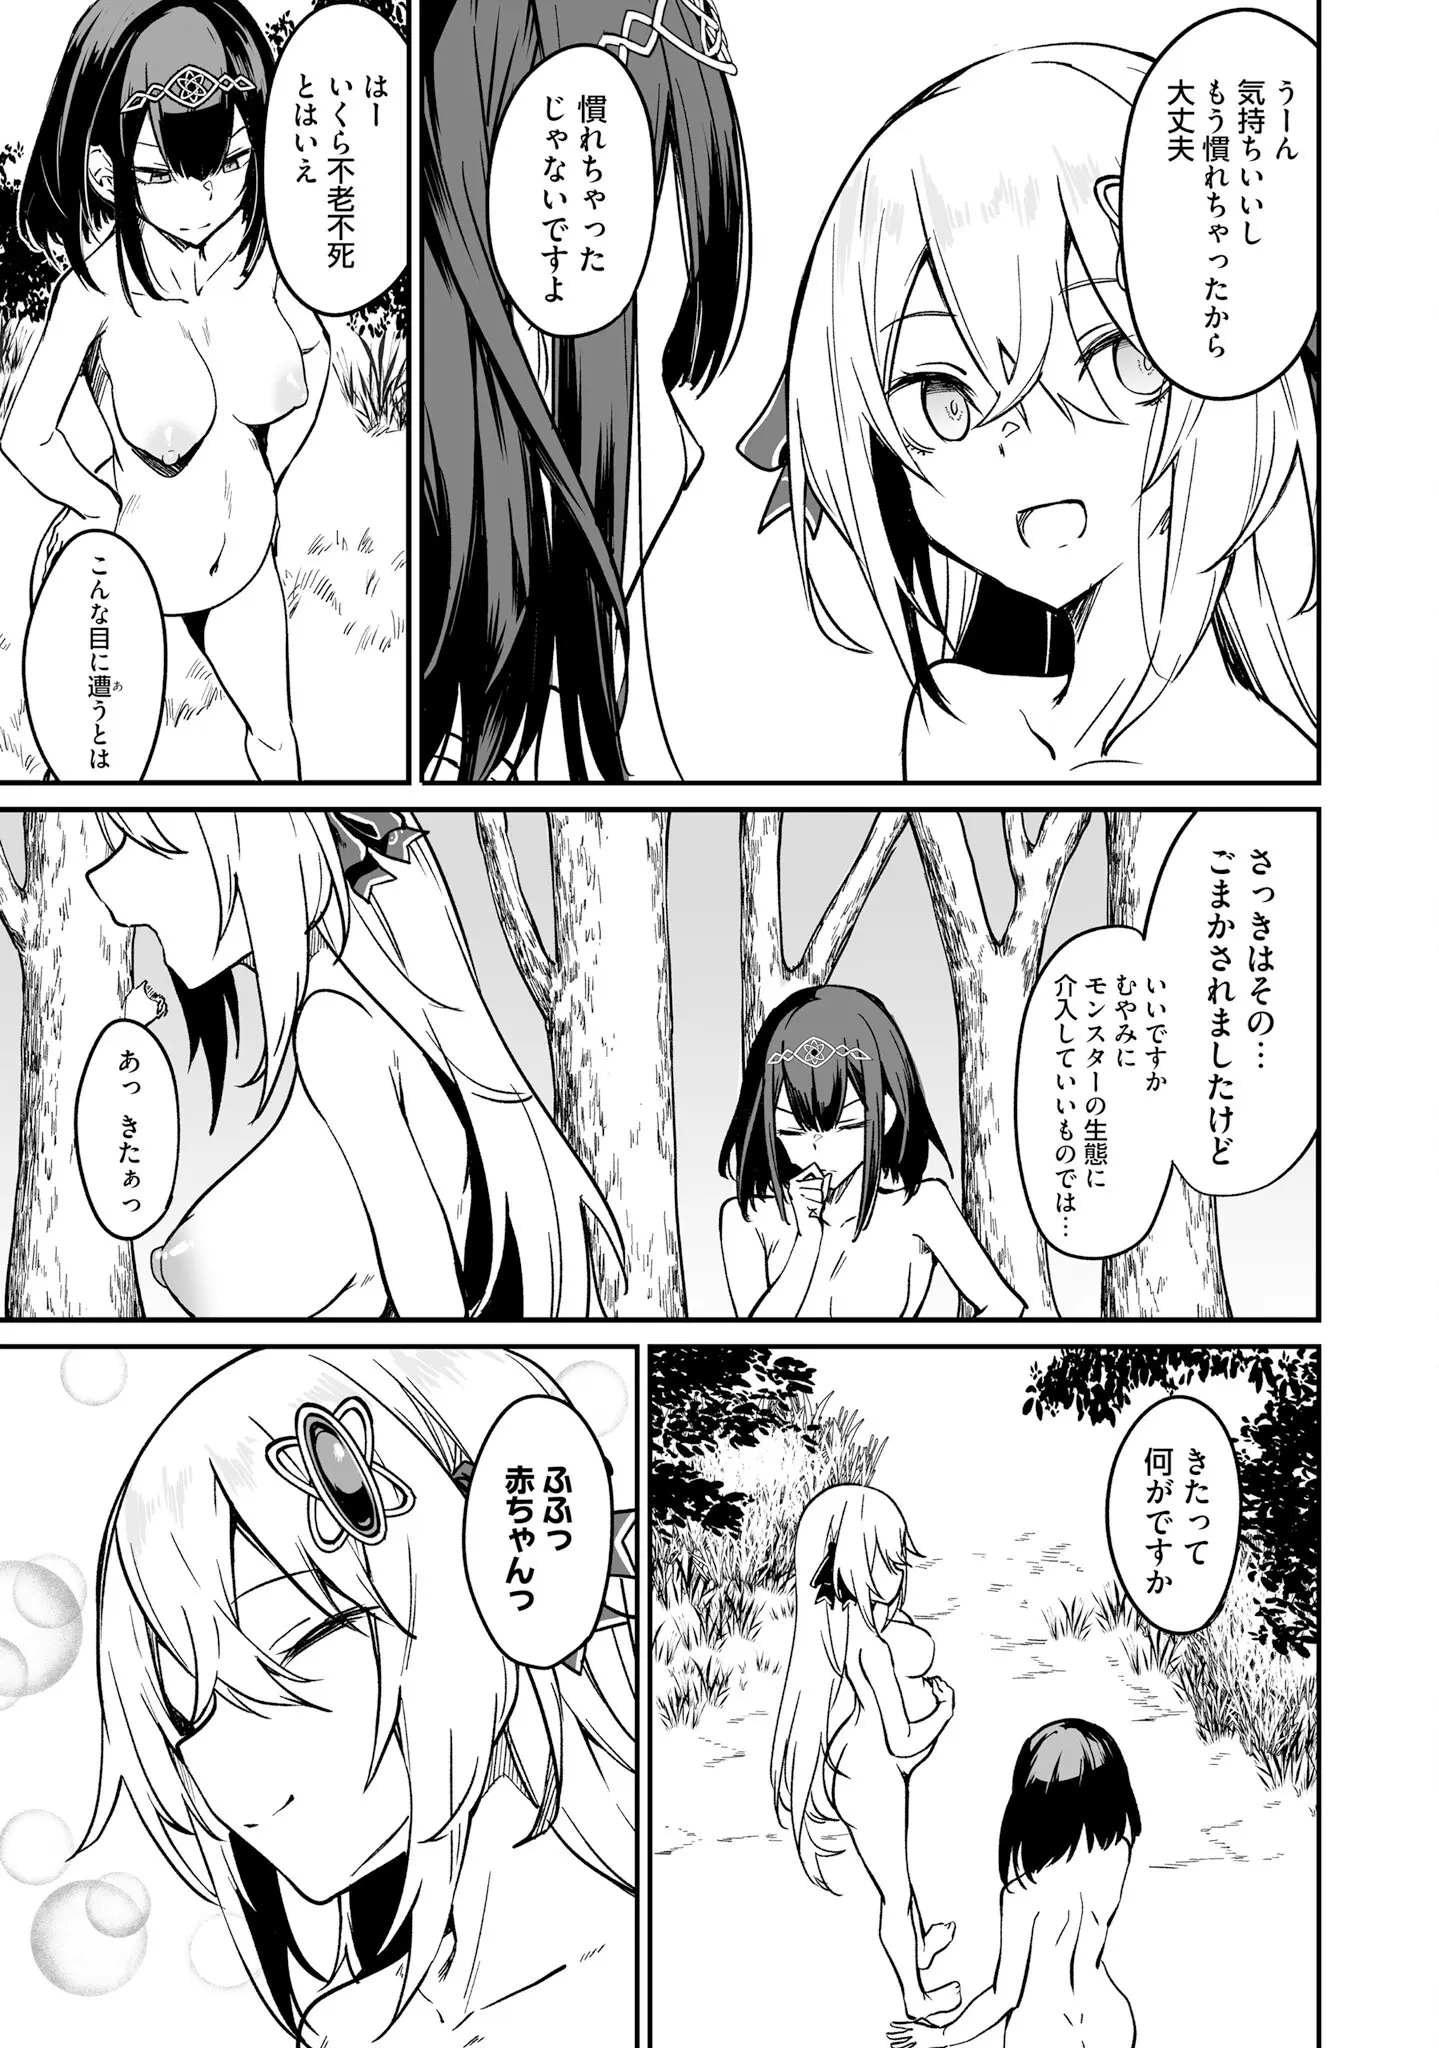 うーん
気持ちいいし
もう慣れちゃったから
大丈夫
慣れちゃった
じゃないですよ
はー
いくら不老不死
とはいえ
こんな目に遭うとは
あ
さっきはその…
ごまかされましたけど
いいですか
むやみに
モンスターの生態に
介入していいものでは…
あっ きたぁっ
きたって
何がですか
ふふっ
赤ちゃんっ